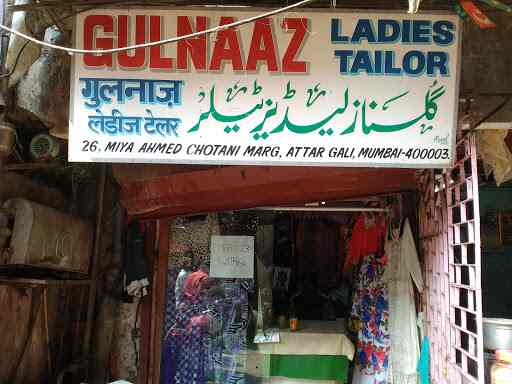 GULNAAZ LADIES TAILOR
गुलनाज़
लेडीज टेलर
گلناز لیڈیز ٹیلر
26. MIYA AHMED CHOTANI MARG, ATTAR GALI, MUMBAI-400003.